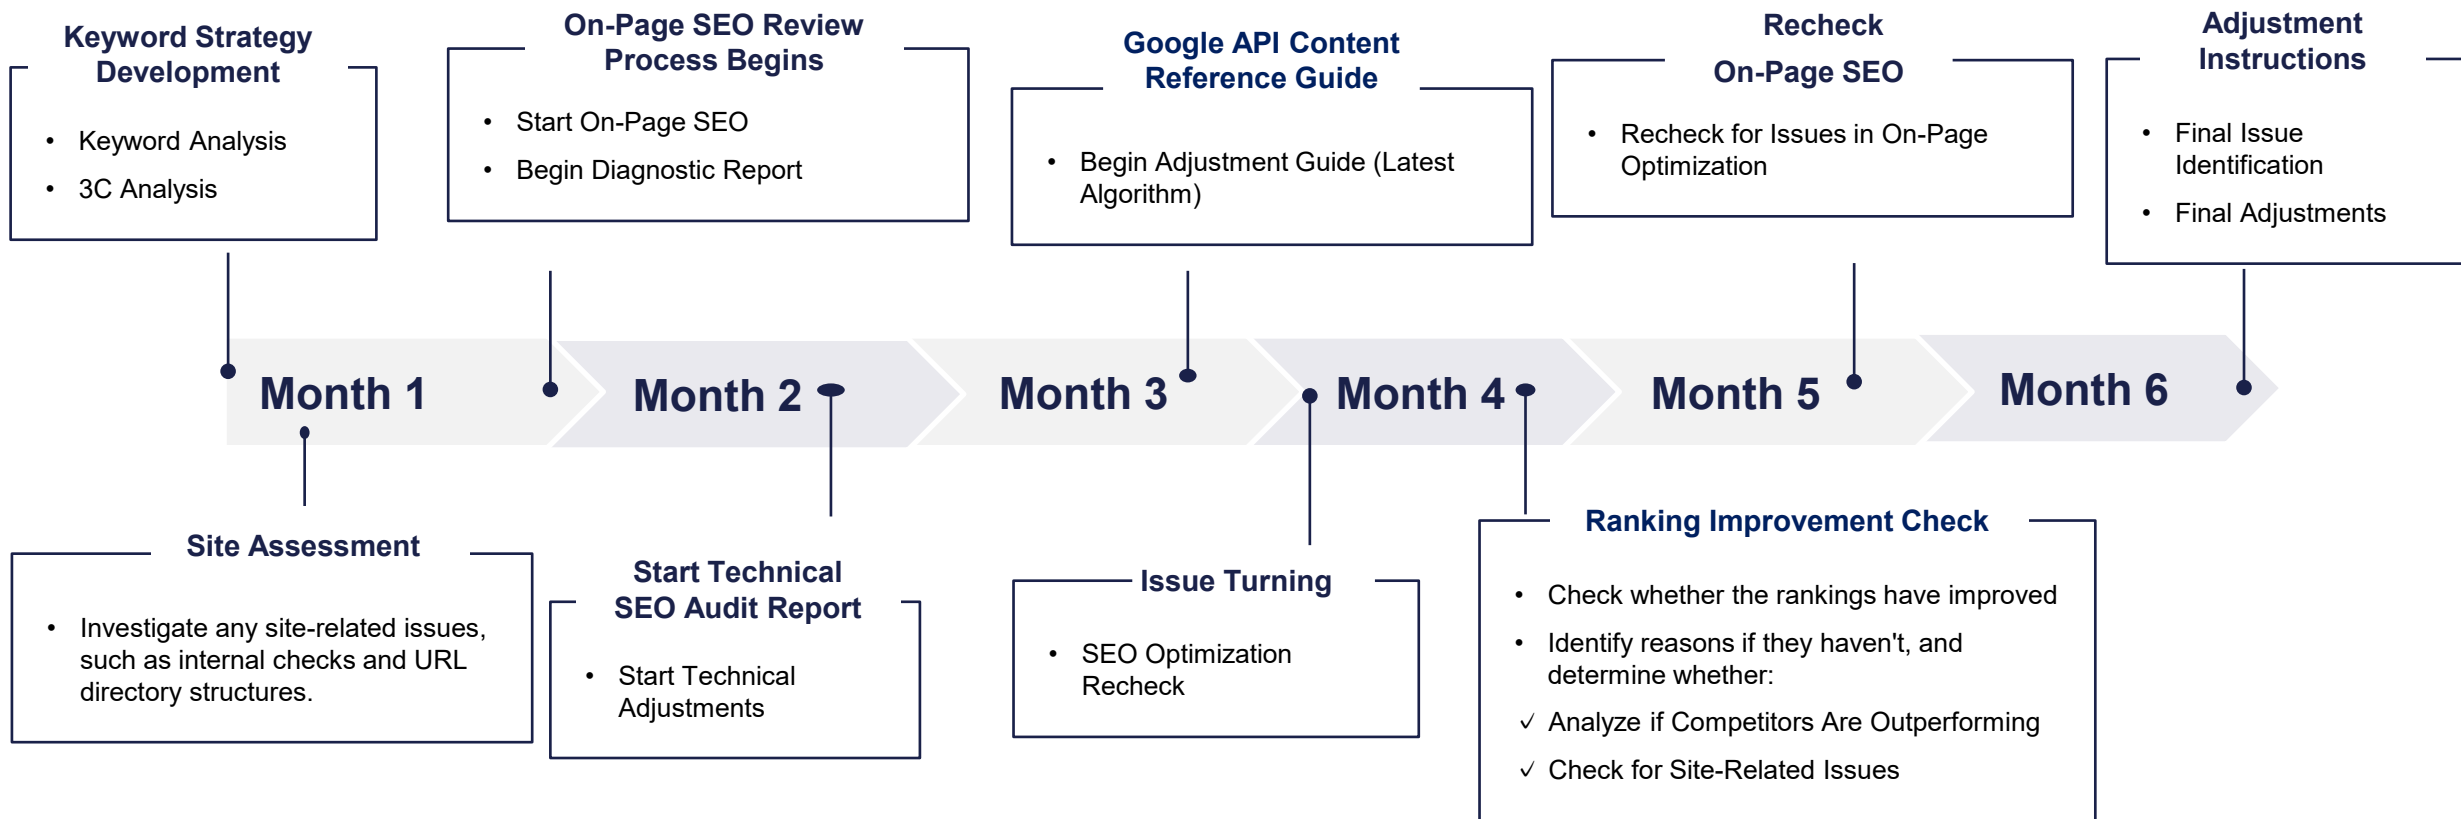 Keyword Strategy
Development
• Keyword Analysis
• 3C Analysis
On-Page SEO Review
Process Begins
• Start On-Page SEO
• Begin Diagnostic Report
Google API Content
Reference Guide
• Begin Adjustment Guide (Latest
Algorithm)
Recheck
On-Page SEO
• Recheck for Issues in On-Page
Optimization
Adjustment
Instructions
• Final Issue
Identification
• Final Adjustments
Month 1
Month 2
Month 3
Month 4
Month 5
Month 6
Site Assessment
• Investigate any site-related issues,
such as internal checks and URL
directory structures.
Start Technical
SEO Audit Report
• Start Technical
Adjustments
Issue Turning
• SEO Optimization
Recheck
Ranking Improvement Check
• Check whether the rankings have improved
• Identify reasons if they haven't, and
determine whether:
✓ Analyze if Competitors Are Outperforming
✓ Check for Site-Related Issues